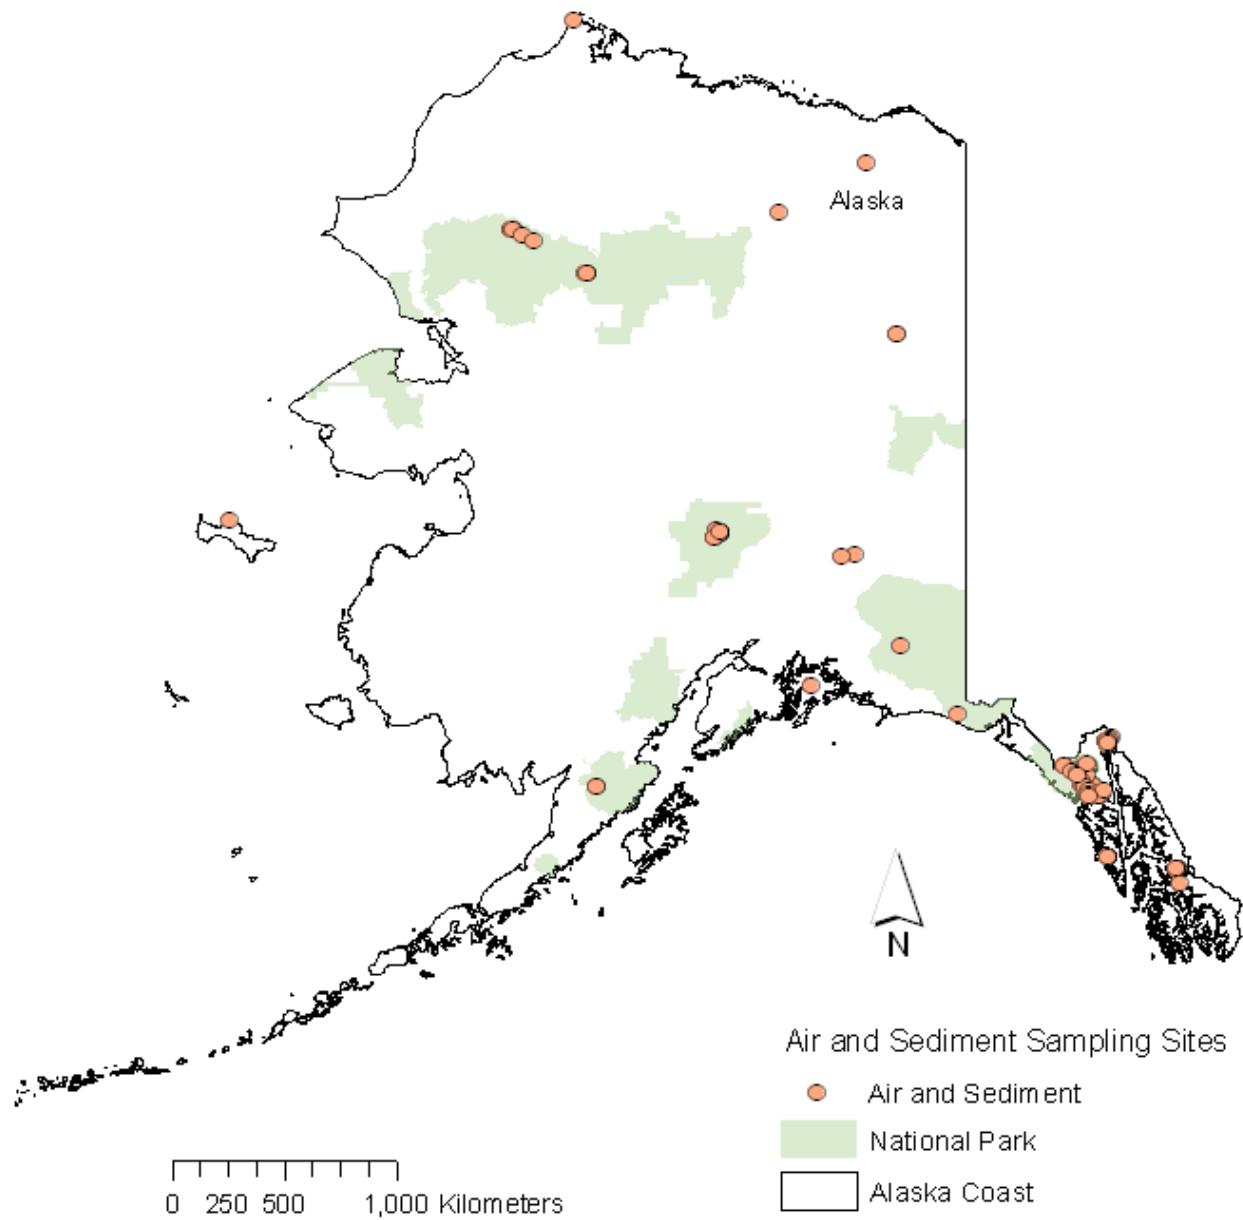 Alaska
N
Air and Sediment Sampling Sites
Air and Sediment
National Park
Alaska Coast
0 250 500 1,000 Kilometers